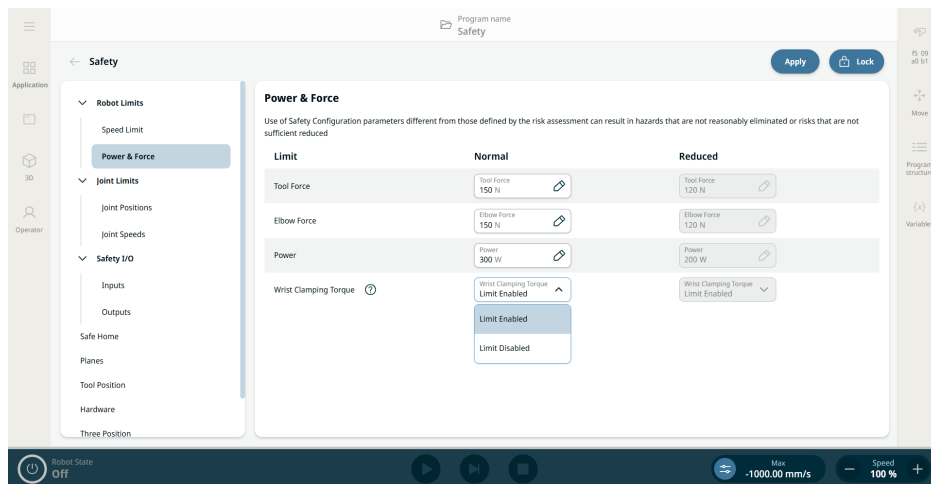 Program name
Safety
Safety
Apply
Lock
f5 09
a0 b1
Application
Move
Program
structure
3D
Operator
{x}
Variable
Robot Limits
Speed Limit
Power & Force
Joint Limits
Joint Positions
Joint Speeds
Safety I/O
Inputs
Outputs
Safe Home
Planes
Tool Position
Hardware
Three Position
Power & Force
Use of Safety Configuration parameters different from those defined by the risk assessment can result in hazards that are not reasonably eliminated or risks that are not
sufficient reduced
Limit Normal Reduced
Tool Force
Tool Force
150 N
Tool Force
120 N
Elbow Force
Elbow Force
150 N
Elbow Force
120 N
Power
Power
300 W
Power
200 W
Wrist Clamping Torque ?
Wrist Clamping Torque
Limit Enabled
Wrist Clamping Torque
Limit Enabled
Limit Enabled
Limit Disabled
Robot State
Off
Max
-1000.00 mm/s
Speed
100 %